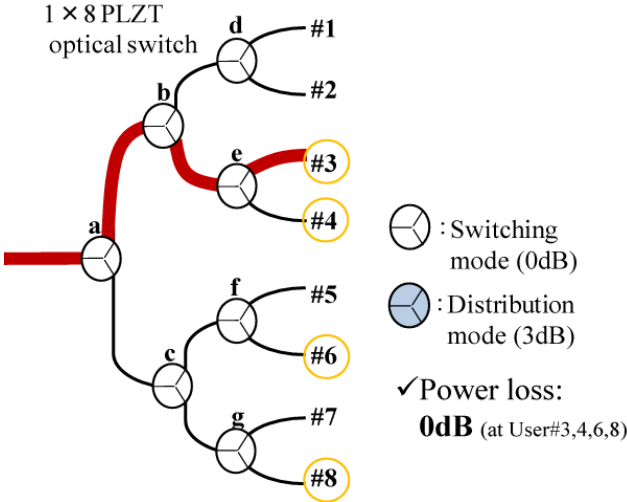 1 × 8 PLZT
optical switch
d
#1
#2
b
e
#3
#4
a
f
#5
#6
c
g
#7
#8
: Switching
mode (0dB)
: Distribution
mode (3dB)
✓Power loss:
0dB (at User#3,4,6,8)